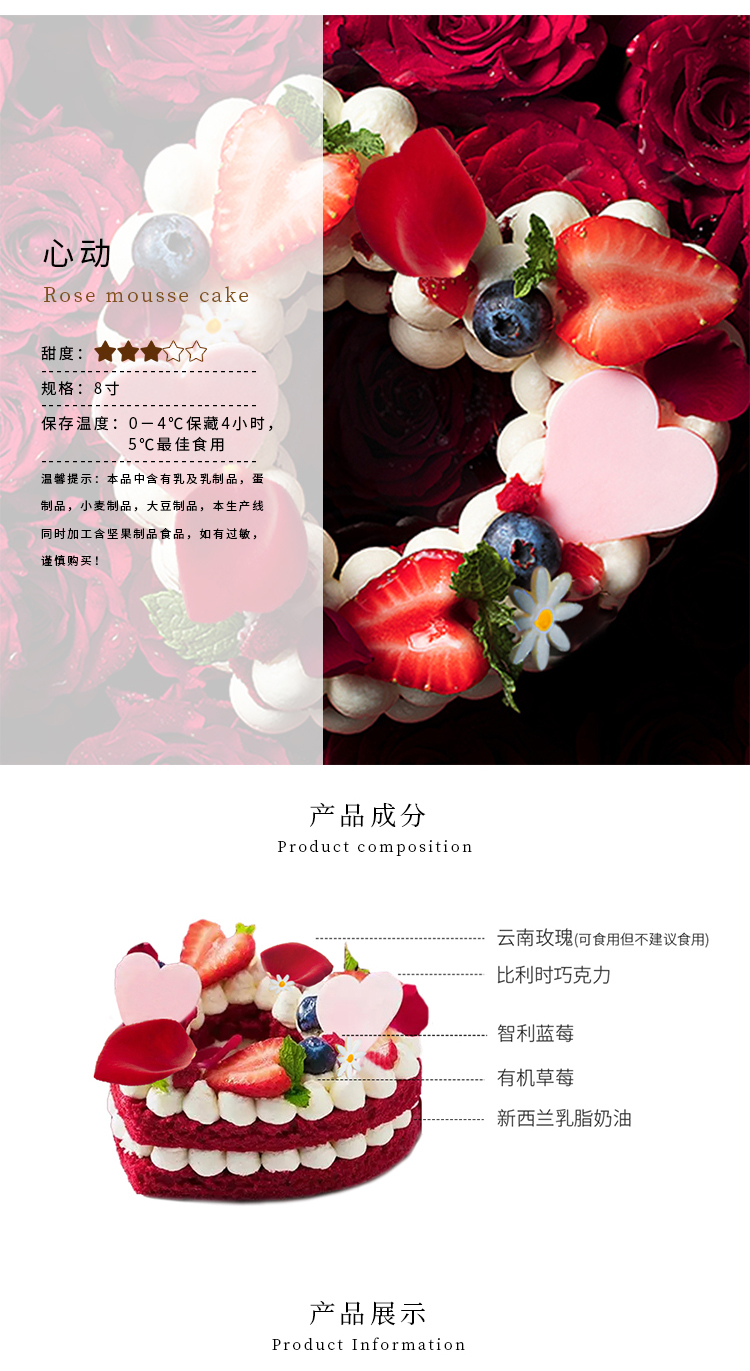 心动
Rose mousse cake
甜度：
规格：8寸
保存温度：0－4℃保藏4小时，
5℃最佳食用
温馨提示：本品中含有乳及乳制品，蛋
制品，小麦制品，大豆制品，本生产线
同时加工含坚果制品食品，如有过敏，
谨慎购买！
产品成分
Product composition
云南玫瑰(可食用但不建议食用)
比利时巧克力
智利蓝莓
有机草莓
新西兰乳脂奶油
产品展示
Product Information